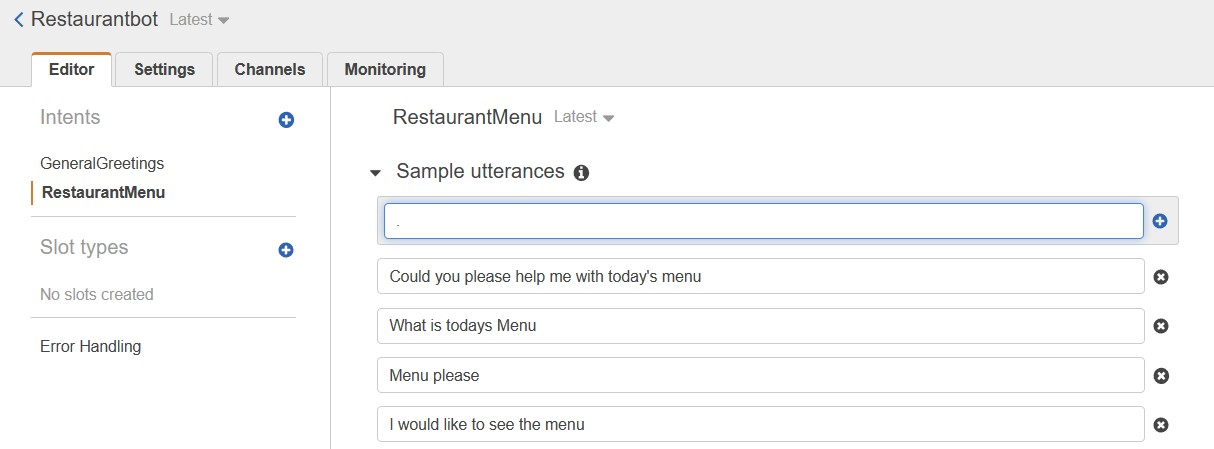 Restaurantbot Latest
Editor Settings Channels Monitoring
Intents
GeneralGreetings
RestaurantMenu
Slot types
No slots created
Error Handling
RestaurantMenu Latest
Sample utterances
.
Could you please help me with today's menu
What is todays Menu
Menu please
I would like to see the menu